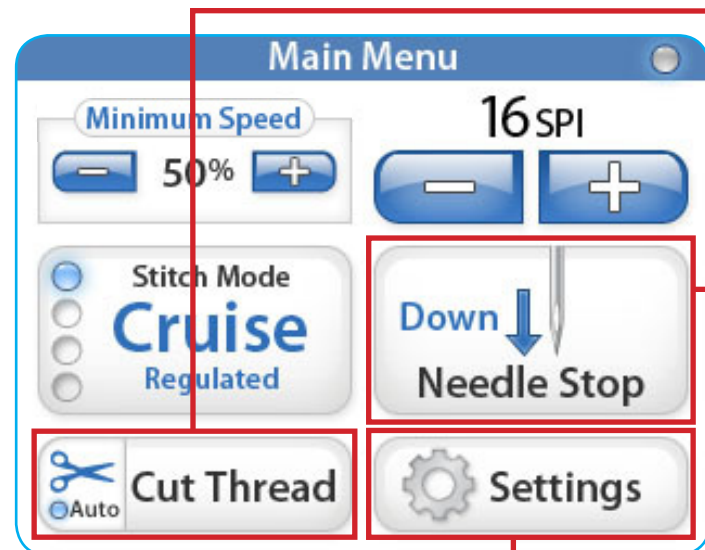 Main Menu
Minimum Speed
50%
16 SPI
Stitch Mode
Cruise
Regulated
Down
Needle Stop
Auto
Cut Thread
Settings